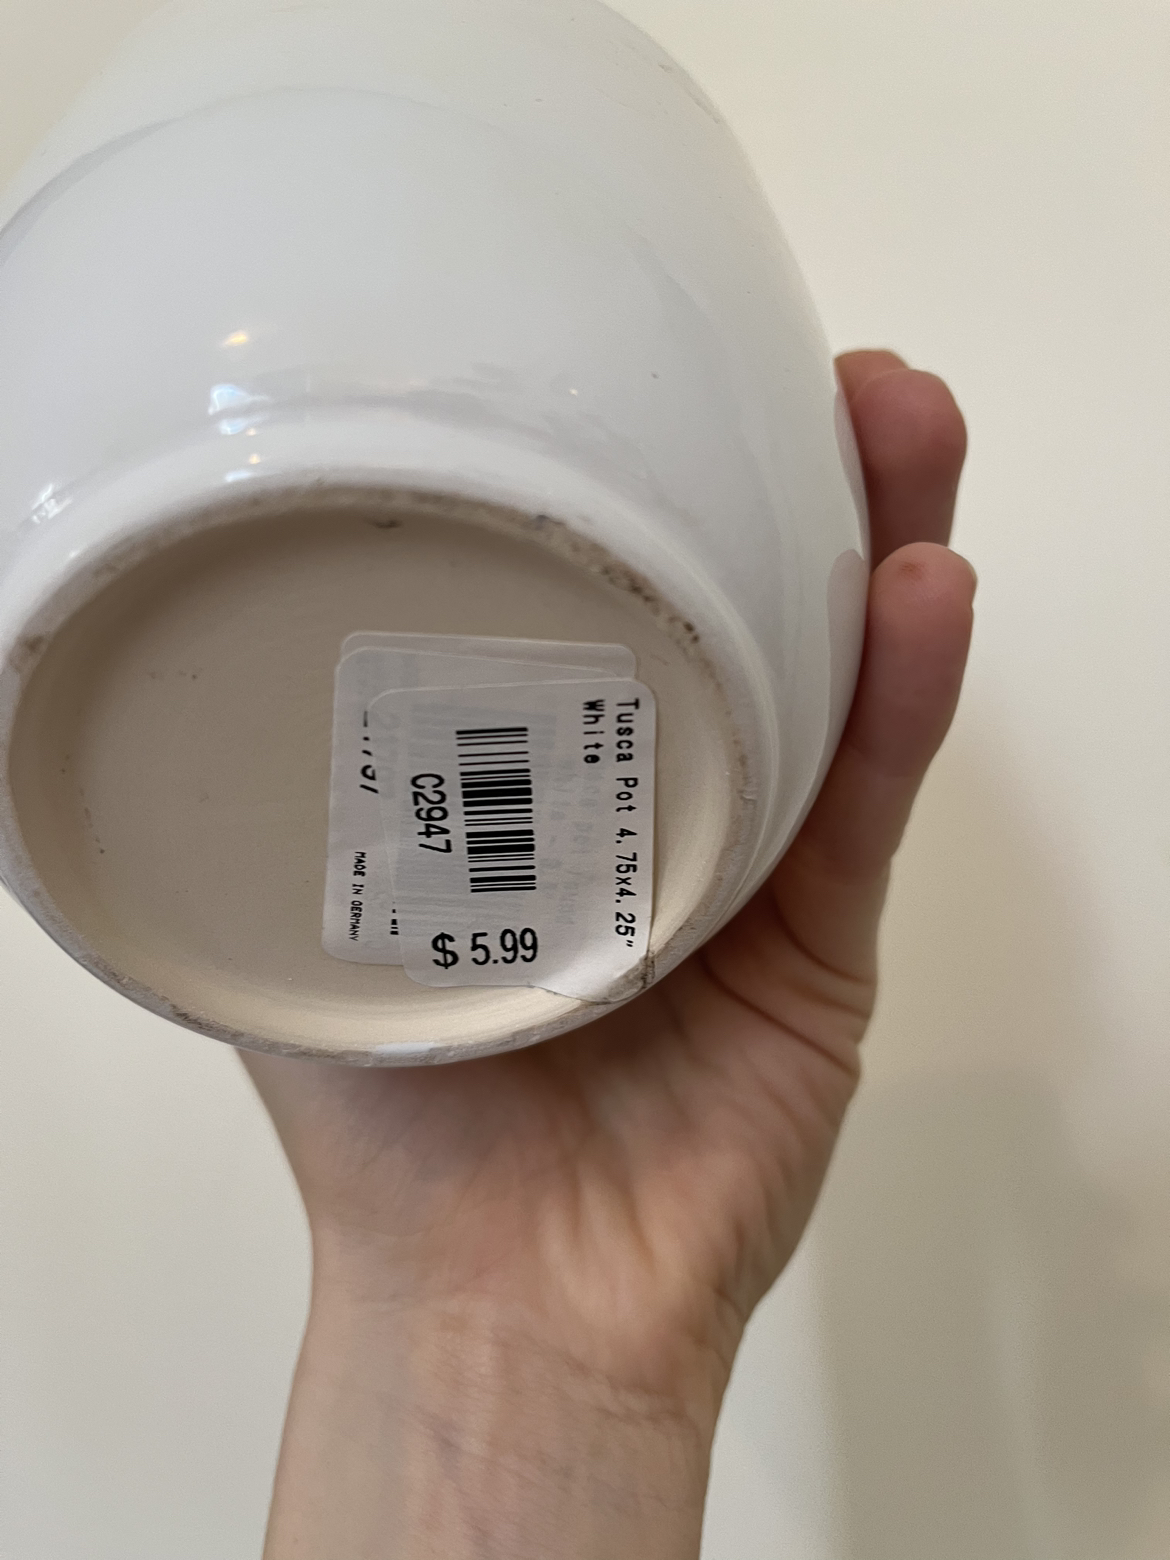 Tusca Pot 4.75x4.25"
White
C2947
$ 5.99
MADE IN GERMANY